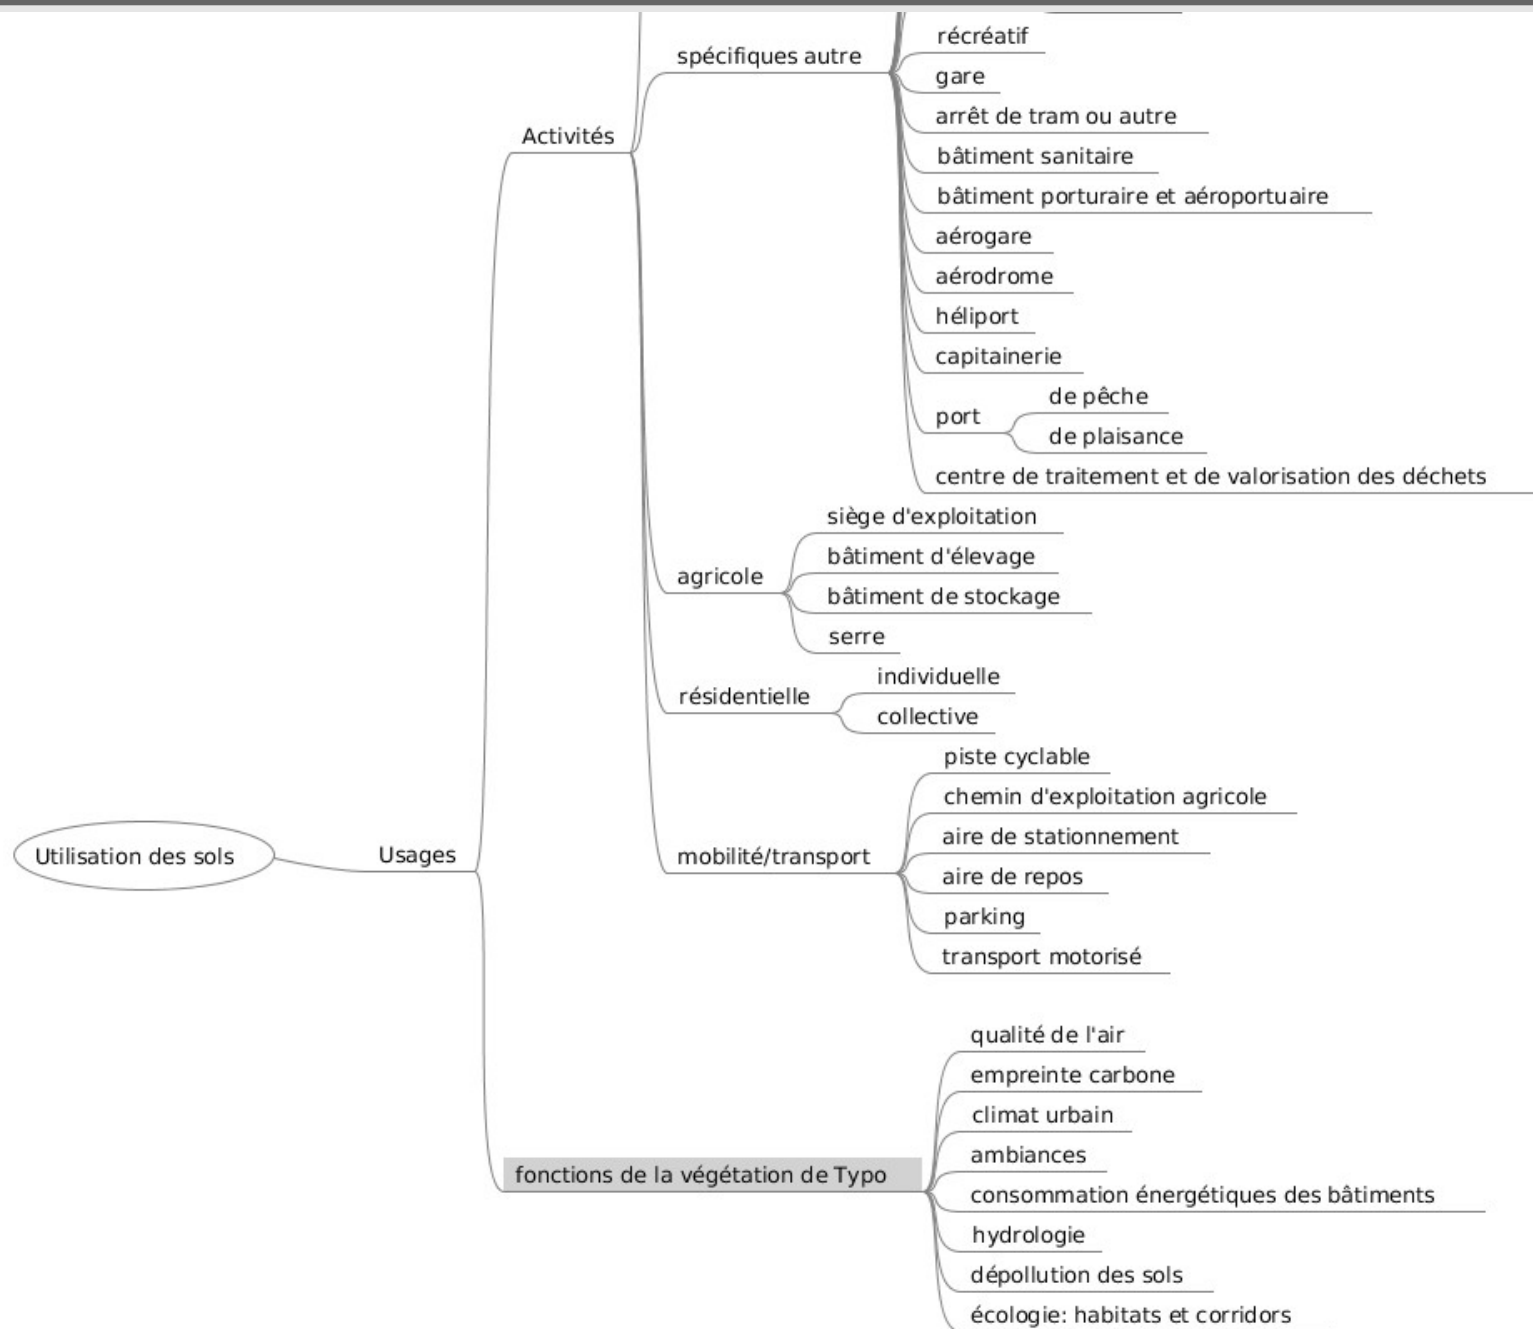 récréatif
spécifiques autre
gare
arrêt de tram ou autre
Activités
bâtiment sanitaire
bâtiment porturaire et aéroportuaire
aérogare
aérodrome
héliport
capitainerie
de pêche
port
de plaisance
centre de traitement et de valorisation des déchets
siège d'exploitation
bâtiment d'élevage
agricole
bâtiment de stockage
serre
individuelle
résidentielle
collective
piste cyclable
chemin d'exploitation agricole
aire de stationnement
Utilisation des sols
Usages
mobilité/transport
aire de repos
parking
transport motorisé
qualité de l'air
empreinte carbone
climat urbain
ambiances
fonctions de la végétation de Typo
consommation énergétiques des bâtiments
hydrologie
dépollution des sols
écologie: habitats et corridors